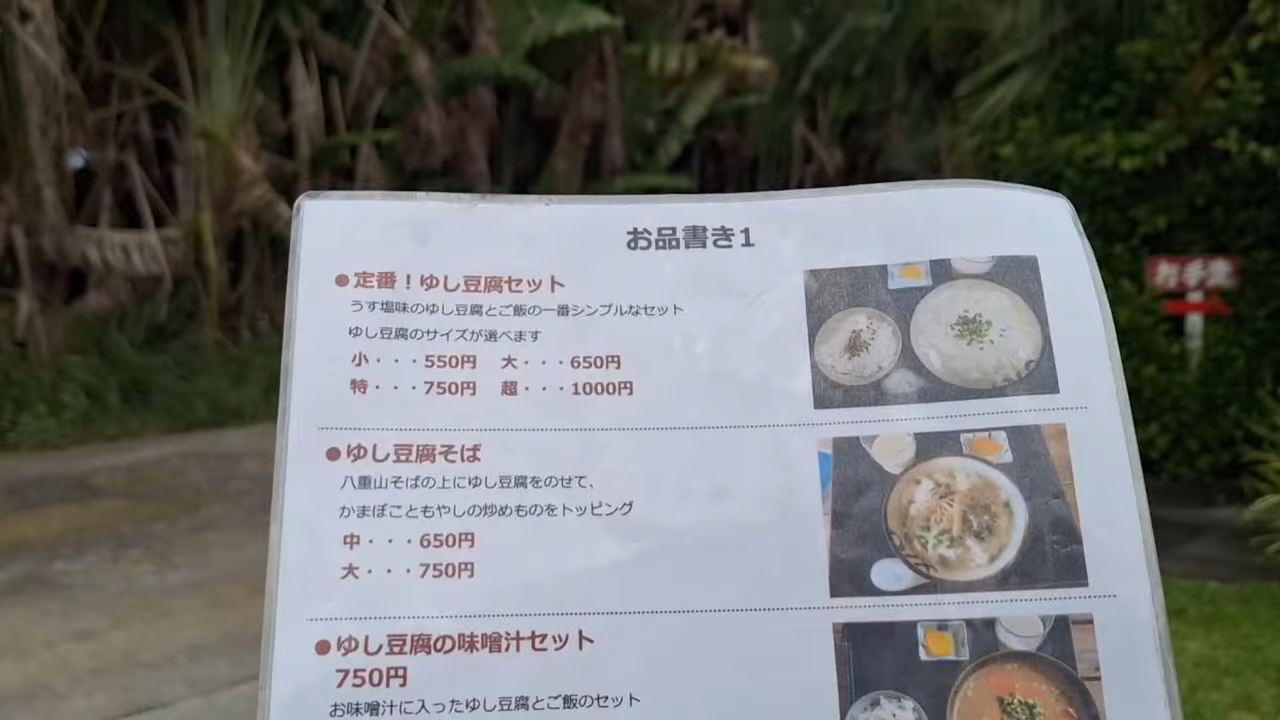 お品書き1
●定番！ゆし豆腐セット
うす塩味のゆし豆腐とご飯の一番シンプルなセット
ゆし豆腐のサイズが選べます
小・・・550円　大・・・650円
特・・・750円　超・・・1000円
●ゆし豆腐そば
八重山そばの上にゆし豆腐をのせて、
かまぼこともやしの炒めものをトッピング
中・・・650円
大・・・750円
●ゆし豆腐の味噌汁セット
750円
お味噌汁に入ったゆし豆腐とご飯のセット